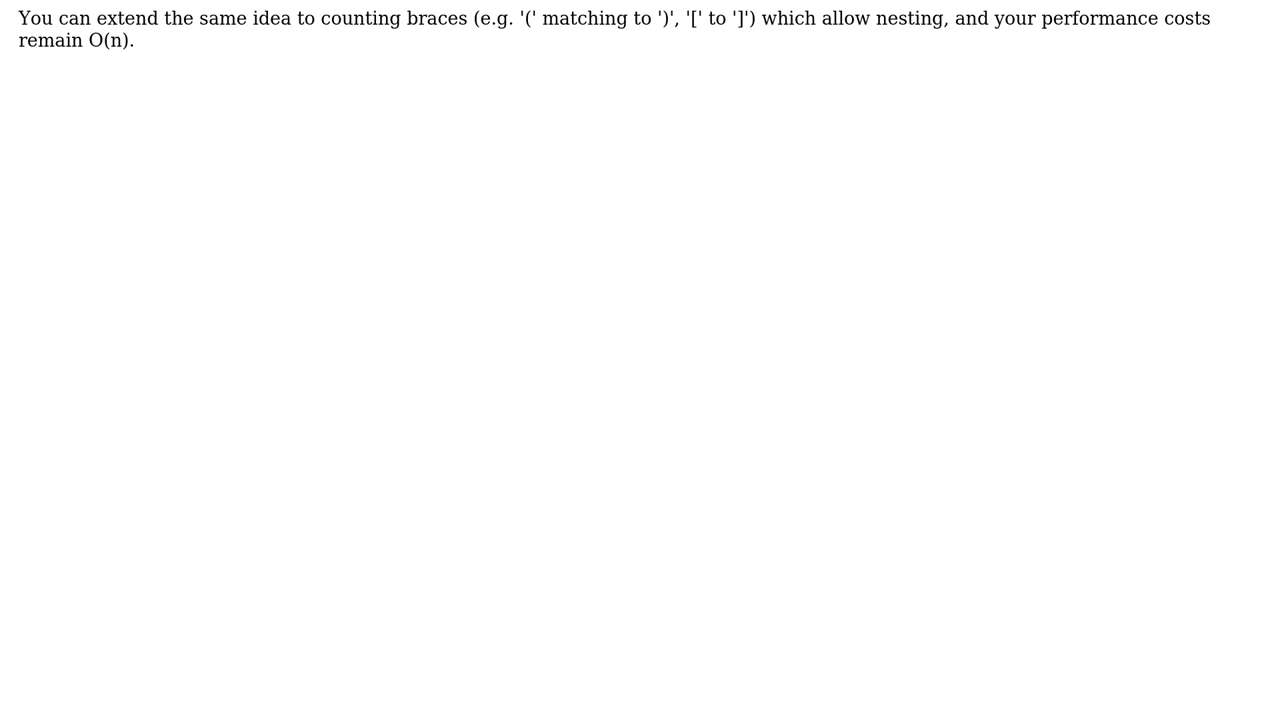 You can extend the same idea to counting braces (e.g. '(' matching to ')', '[' to ']') which allow nesting, and your performance costs
remain O(n).